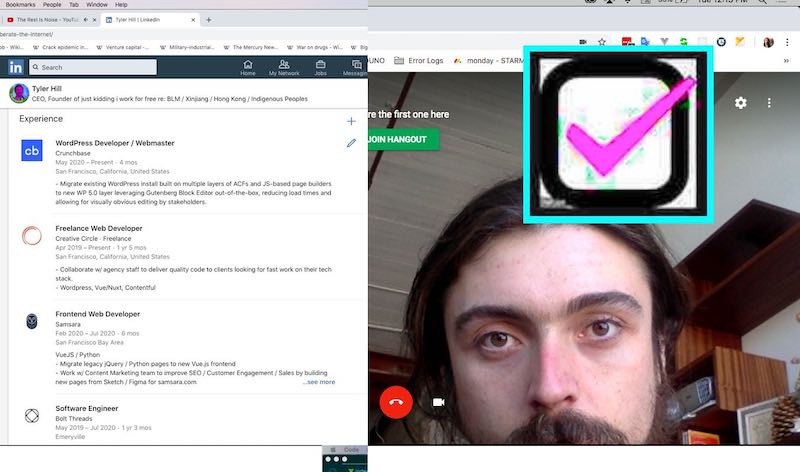 Bookmarks People Tab Window Help
The Rest Is Noise - YouTub
Tyler Hill | LinkedIn
berate-the-internet/
ob - Wiki...
Crack epidemic in...
Venture capital -...
Military-industrial...
The Mercury New...
War on drugs - Wi...
Big
in
Search
Home
My Network
Jobs
Messaging
Tyler Hill
CEO, Founder of just kidding i work for free re: BLM / Xinjiang / Hong Kong / Indigenous Peoples
Experience
cb
WordPress Developer / Webmaster
Crunchbase
May 2020 – Present · 4 mos
San Francisco, California, United States
- Migrate existing WordPress install built on multiple layers of ACFs and JS-based page builders
to new WP 5.0 layer leveraging Gutenberg Block Editor out-of-the-box, reducing load times and
allowing for visually obvious editing by stakeholders.
Freelance Web Developer
Creative Circle · Freelance
Apr 2019 – Present · 1 yr 5 mos
San Francisco, California, United States
- Collaborate w/ agency staff to deliver quality code to clients looking for fast work on their tech
stack.
- Wordpress, Vue/Nuxt, Contentful
Frontend Web Developer
Samsara
Feb 2020 – Jul 2020 · 6 mos
San Francisco Bay Area
VueJS / Python
- Migrate legacy jQuery / Python pages to new Vue.js frontend
- Work w/ Content Marketing team to improve SEO / Customer Engagement / Sales by building
new pages from Sketch / Figma for samsara.com
...see more
Software Engineer
Bolt Threads
May 2019 – Jul 2020 · 1 yr 3 mos
Emeryville
Code
UNO
Error Logs
monday - STARM
re the first one here
JOIN HANGOUT